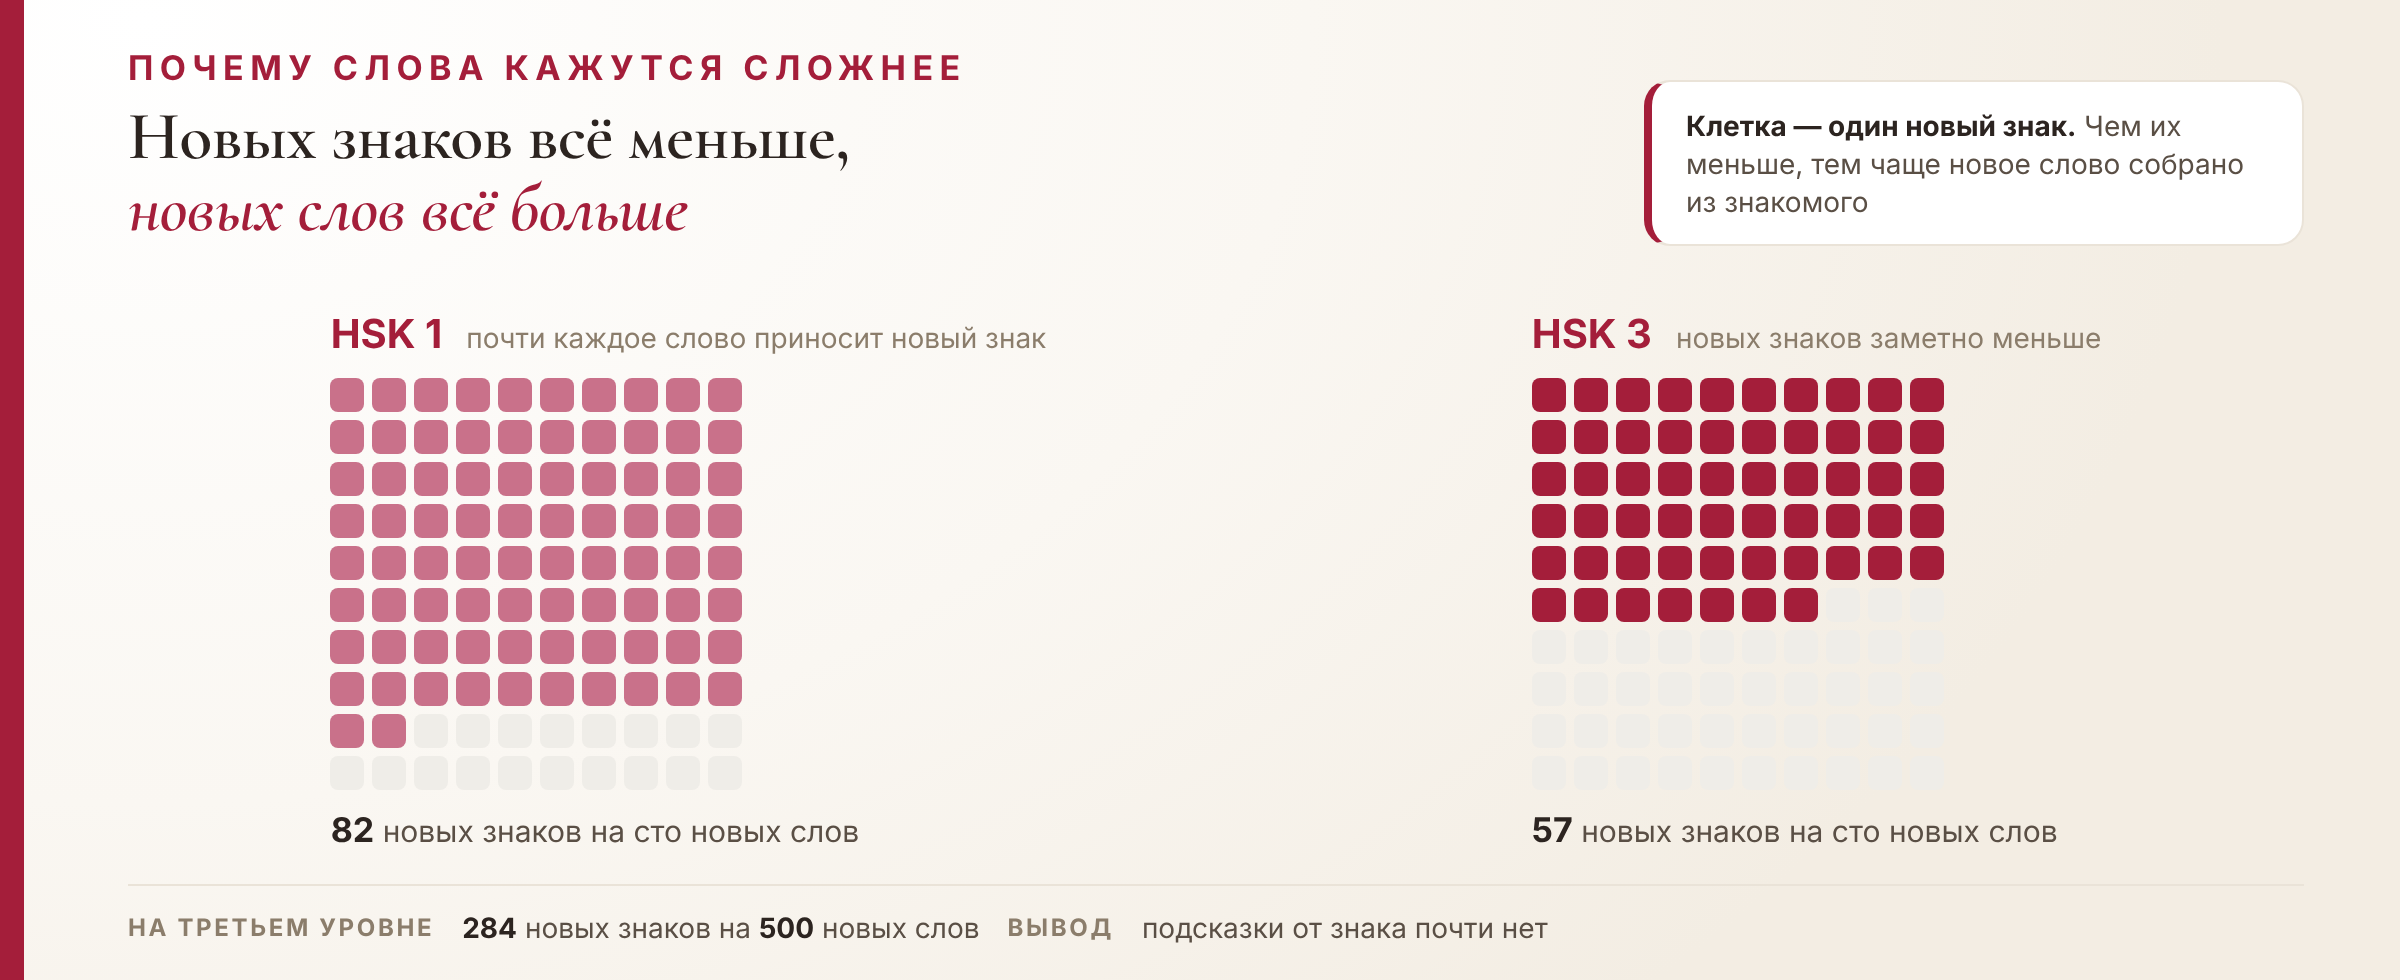 ПОЧЕМУ СЛОВА КАЖУТСЯ СЛОЖНЕЕ
Новых знаков всё меньше,
новых слов всё больше
Клетка — один новый знак. Чем их
меньше, тем чаще новое слово собрано
из знакомого
HSK 1 почти каждое слово приносит новый знак
82 новых знаков на сто новых слов
HSK 3 новых знаков заметно меньше
57 новых знаков на сто новых слов
НА ТРЕТЬЕМ УРОВНЕ 284 новых знаков на 500 новых слов ВЫВОД подсказки от знака почти нет